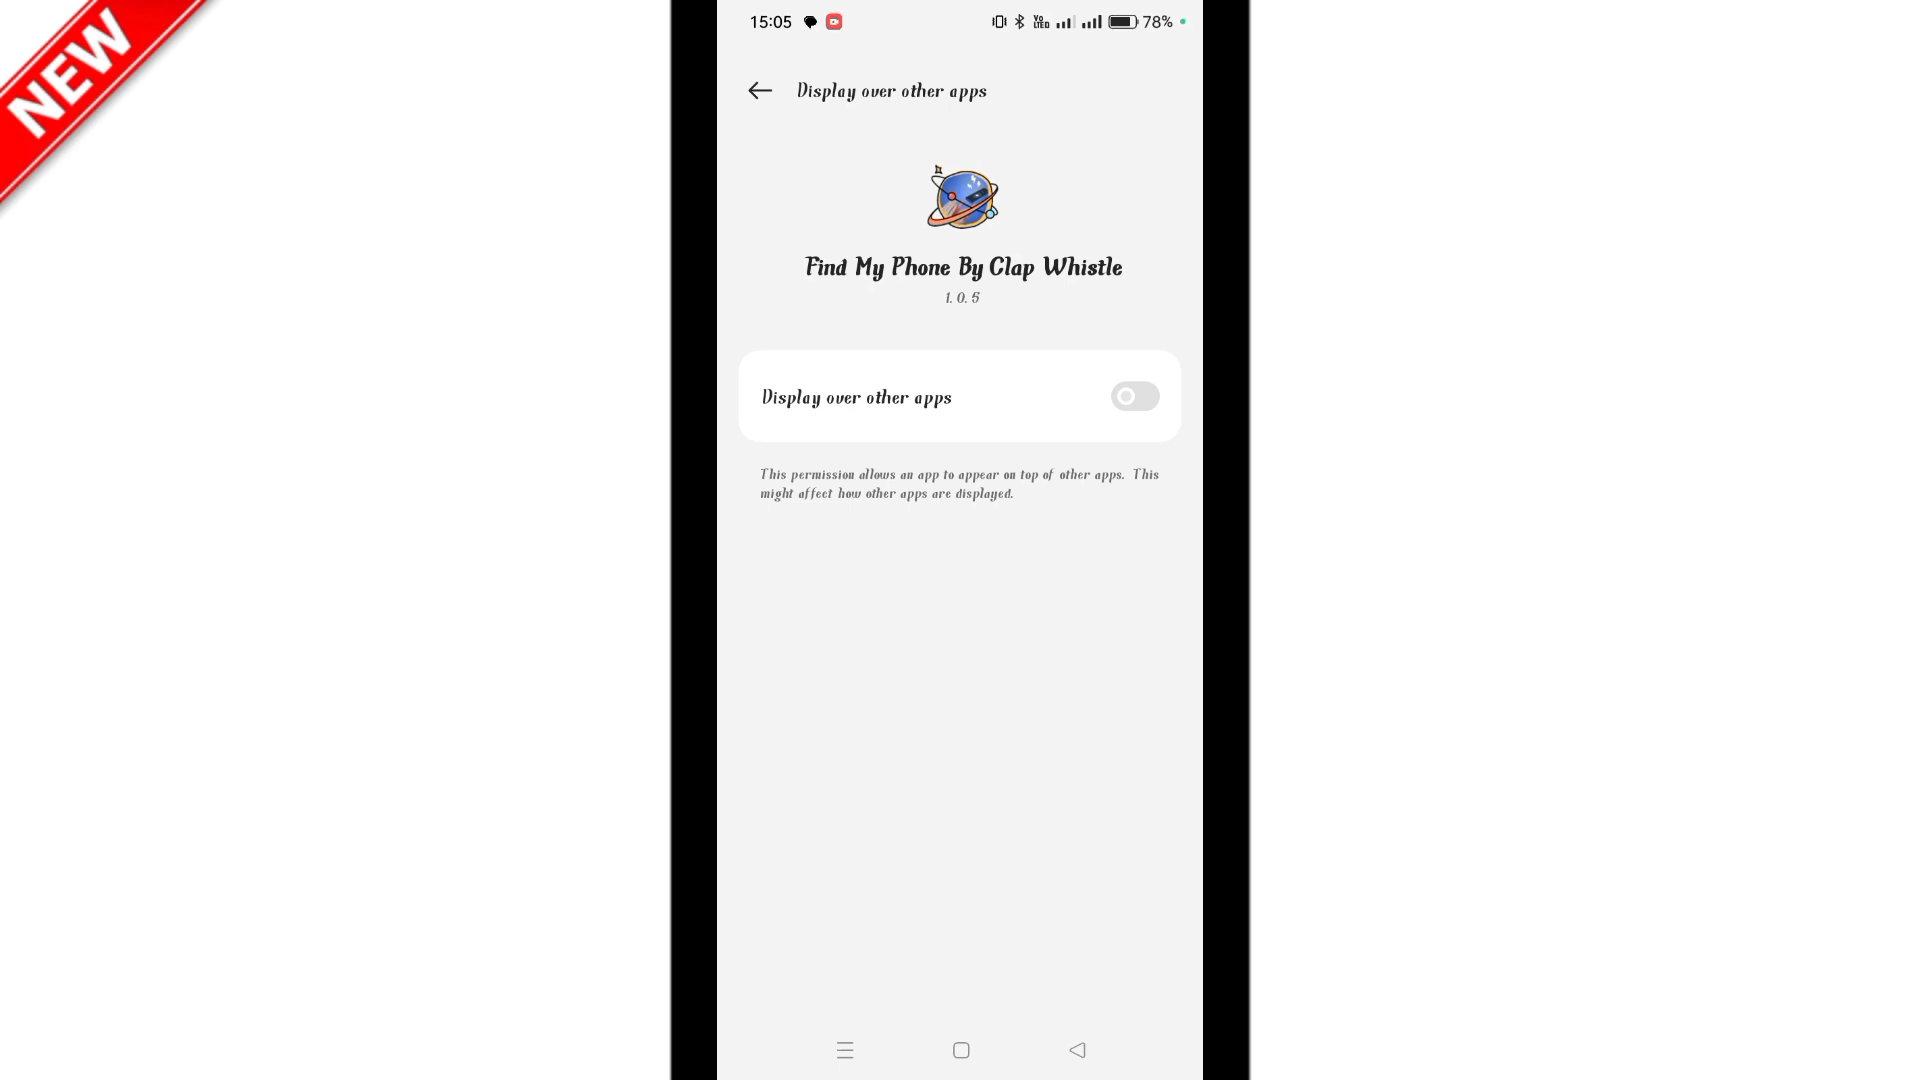 NEW
15:05
Vo
LTED
78%
Display over other apps
Find My Phone By Clap Whistle
1.0.5
Display over other apps
This permission allows an app to appear on top of other apps. This
might affect how other apps are displayed.